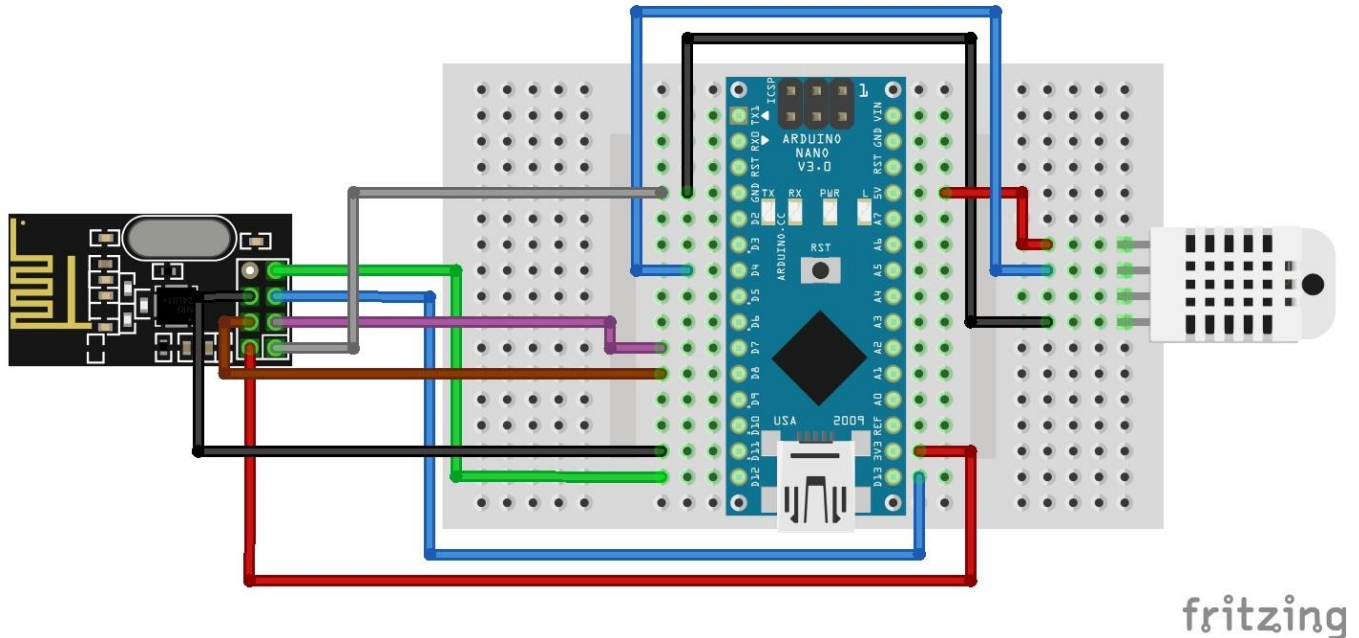 ICSP
1
TX1
RX0
RST
GND
D2
D3
D4
D5
D6
D7
D8
D9
D10
D11
D12
ARDUINO
NANO
V3.0
TX RX PWR L
RST
ARDUINO.CC
USA 2009
VIN
GND
RST
5V
A7
A6
A5
A4
A3
A2
A1
A0
REF
3V3
D13
fritzing